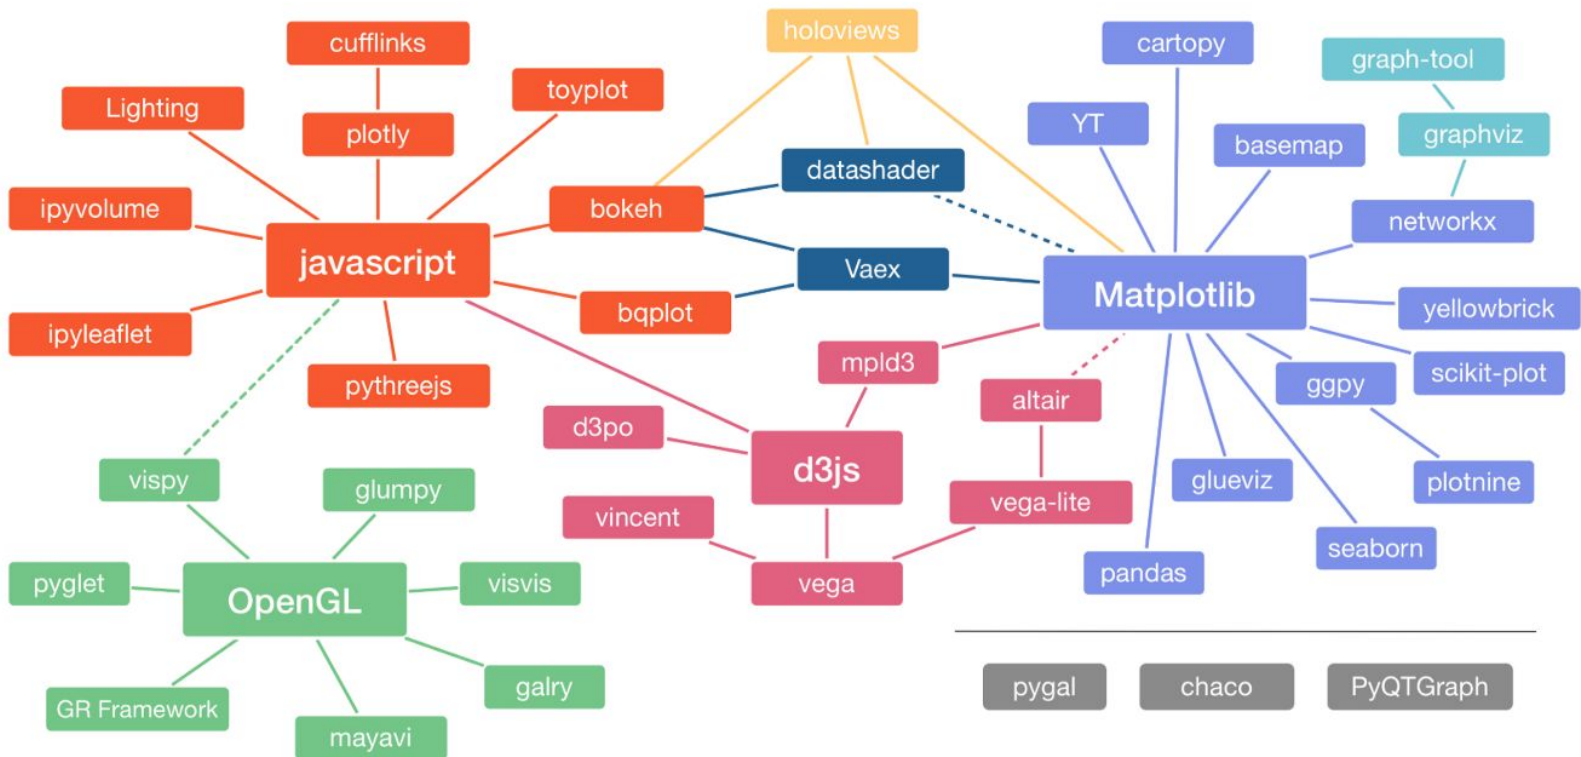 cufflinks
holoviews
cartopy
graph-tool
Lighting
toyplot
plotly
YT
basemap
graphviz
datashader
ipyvolume
bokeh
networkx
javascript
Vaex
Matplotlib
ipyleaflet
bqplot
yellowbrick
pythreejs
mpld3
altair
ggpy
scikit-plot
d3po
d3js
vispy
glumpy
vincent
vega-lite
glueviz
plotnine
seaborn
pyglet
OpenGL
visvis
vega
pandas
GR Framework
galry
mayavi
pygal
chaco
PyQTGraph